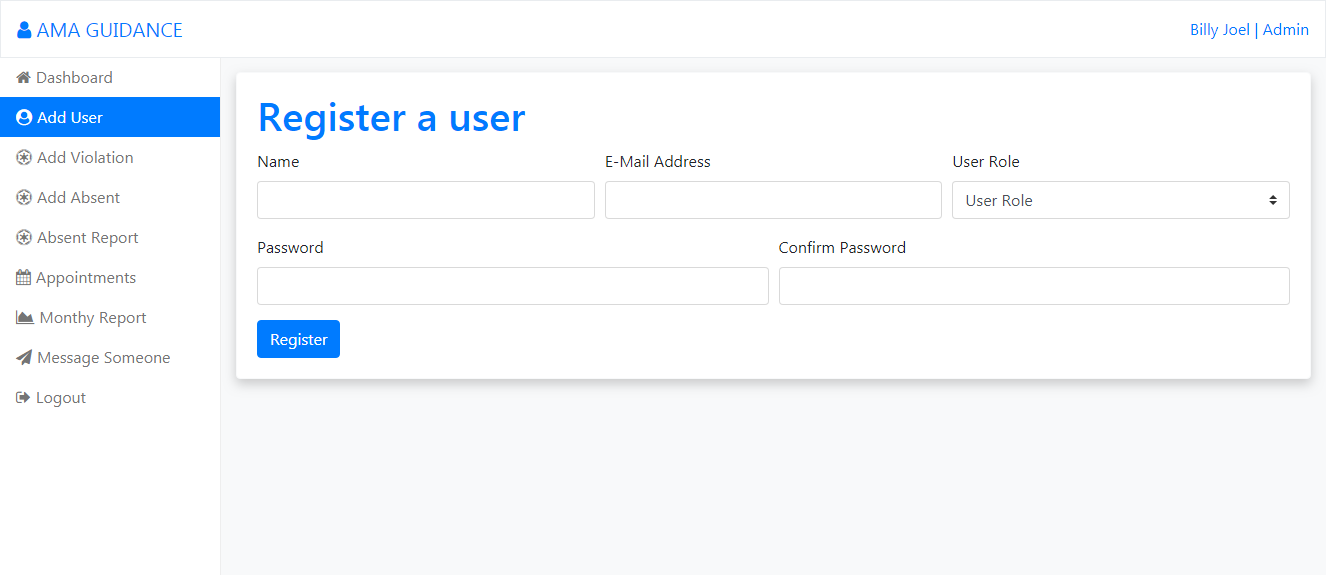 AMA GUIDANCE
Billy Joel | Admin
Dashboard
Add User
Add Violation
Add Absent
Absent Report
Appointments
Monthy Report
Message Someone
Logout
Register a user
Name E-Mail Address User Role
User Role
Password Confirm Password
Register